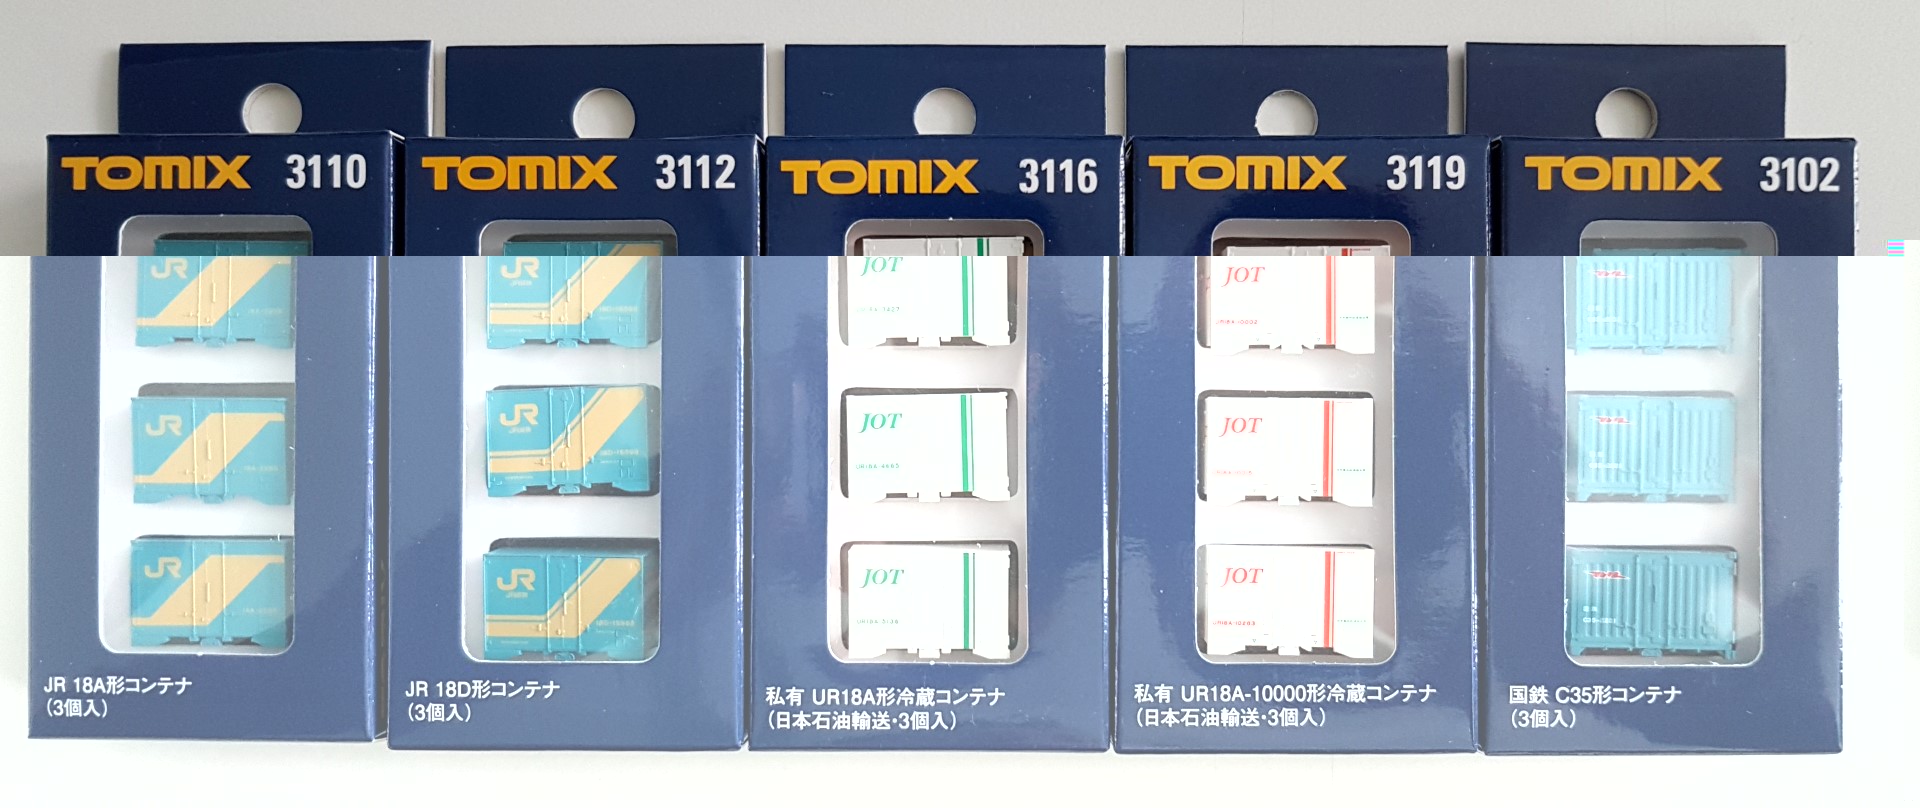 TOMIX 3110
JR
JR
JR
JR 18A形コンテナ
(3個入)
TOMIX 3112
JR
JR
JR
JR 18D形コンテナ
(3個入)
TOMIX 3116
JOT
JOT
JOT
私有 UR18A形冷蔵コンテナ
(日本石油輸送・3個入)
TOMIX 3119
JOT
JOT
JOT
私有 UR18A-10000形冷蔵コンテナ
(日本石油輸送・3個入)
TOMIX 3102
国鉄 C35形コンテナ
(3個入)